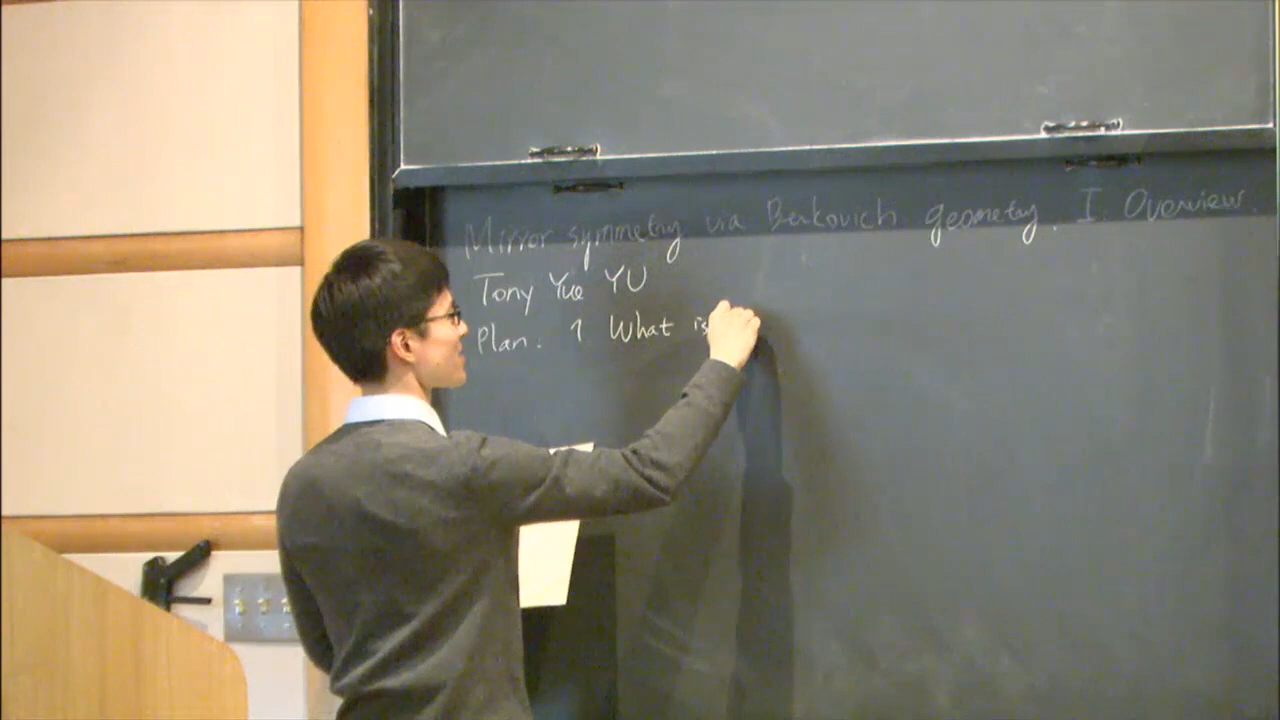 Mirror symmetry via Berkovich geometry. I. Overview.
Tony Yue YU
Plan. 1 What is